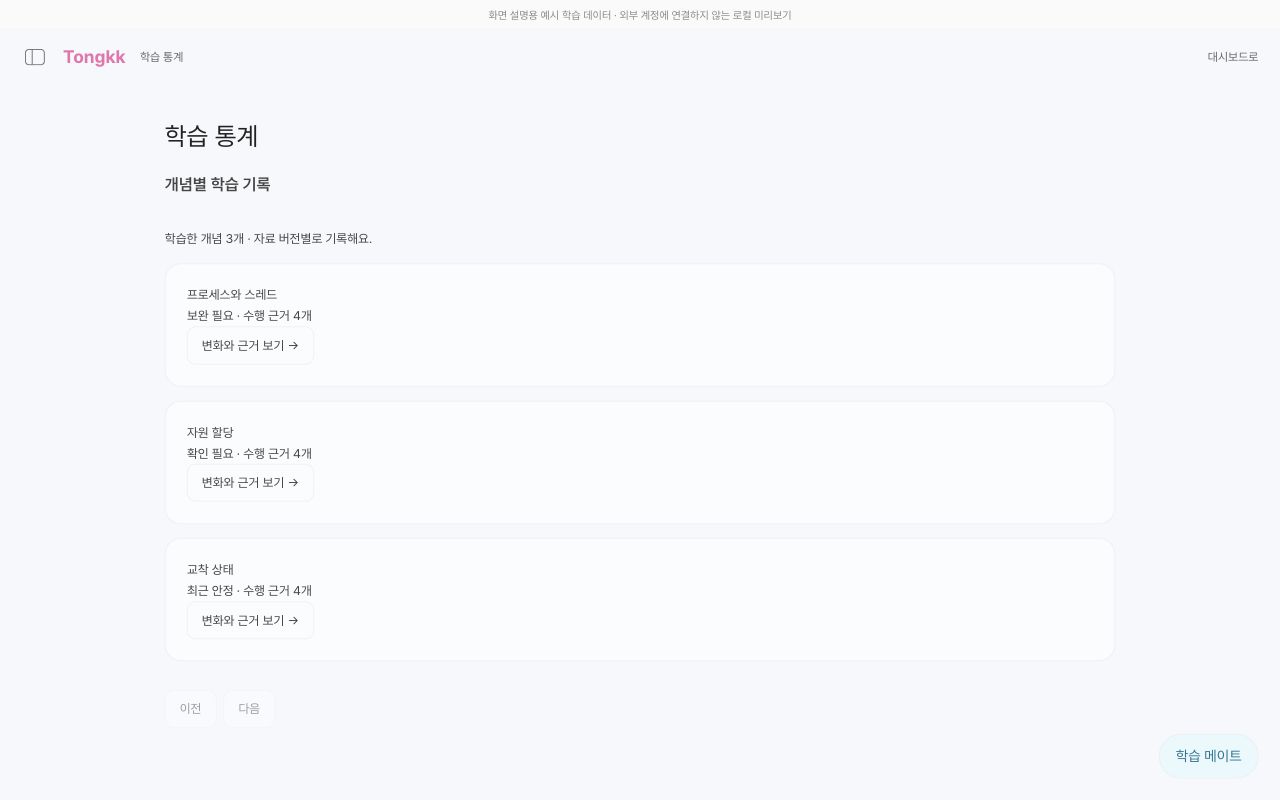 화면 설명용 예시 학습 데이터 · 외부 계정에 연결하지 않는 로컬 미리보기
Tongkk 학습 통계 대시보드로
학습 통계
개념별 학습 기록
학습한 개념 3개 · 자료 버전별로 기록해요.
프로세스와 스레드
보완 필요 · 수행 근거 4개
변화와 근거 보기 →
자원 할당
확인 필요 · 수행 근거 4개
변화와 근거 보기 →
교착 상태
최근 안정 · 수행 근거 4개
변화와 근거 보기 →
이전 다음
학습 메이트